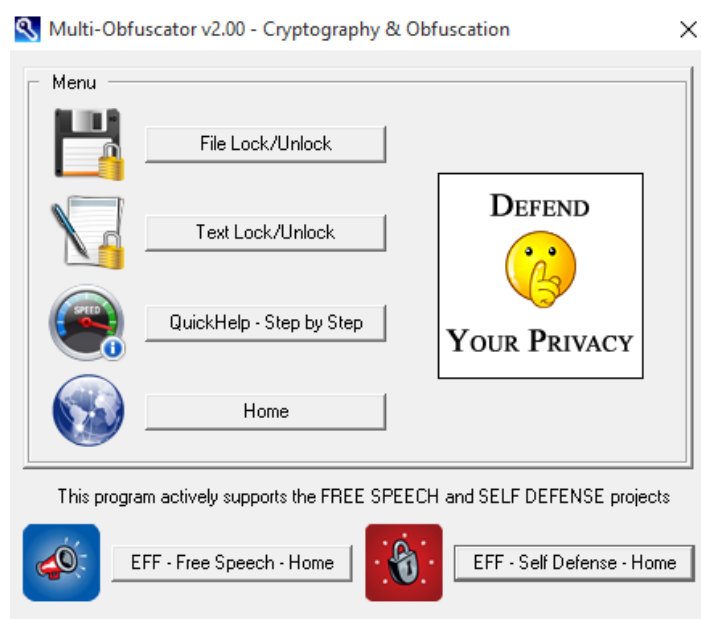 Multi-Obfuscator v2.00 - Cryptography & Obfuscation
Menu
File Lock/Unlock
Text Lock/Unlock
SPEED
QuickHelp - Step by Step
Home
DEFEND
YOUR PRIVACY
This program actively supports the FREE SPEECH and SELF DEFENSE projects
EFF - Free Speech - Home
EFF - Self Defense - Home